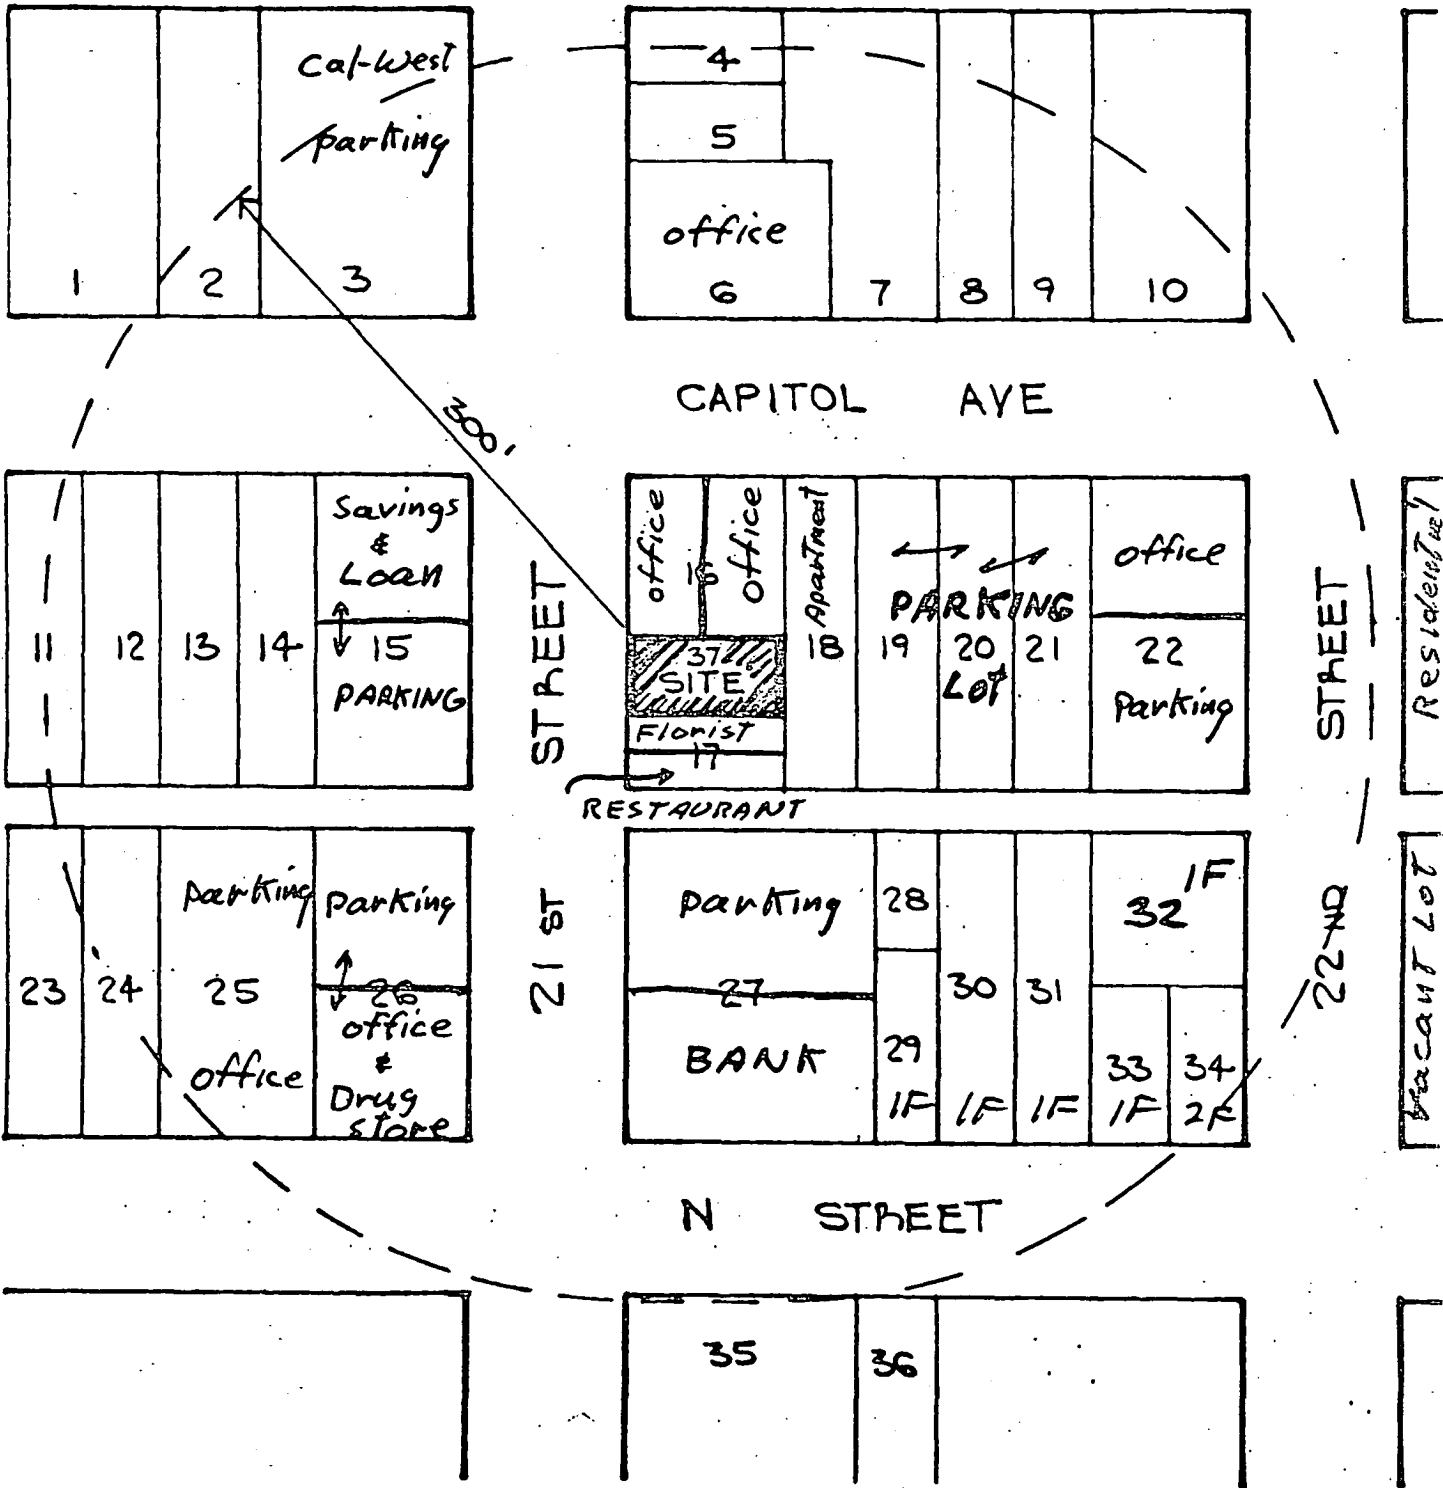 Cal-West
parking
1
2
3
4
5
office
6
7
8
9
10
CAPITOL AVE
300'
11
12
13
14
Savings
&
Loan
15
PARKING
STREET
21 ST
office
office
16
37
SITE
Florist
17
RESTAURANT
Apartment
18
19
PARKING
20
LOT
21
office
22
Parking
STREET
22 ND
Residential
23
24
parking
25
office
parking
26
office
&
Drug
store
parking
27
BANK
28
29
1F
30
1F
31
1F
1F
32
33
1F
34
2F
Vacant LOT
N STREET
35
36